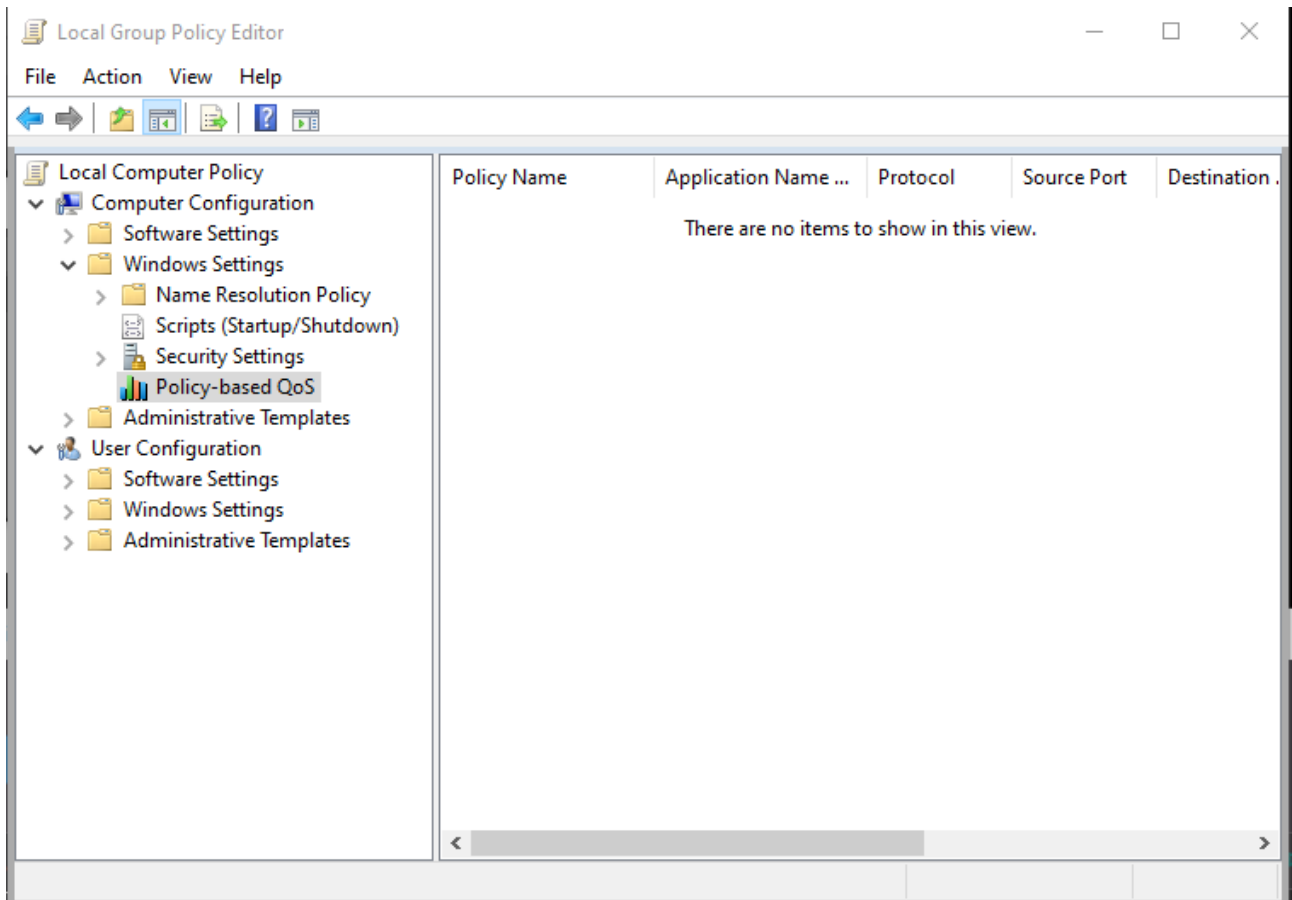 Local Group Policy Editor
File Action View Help
Local Computer Policy
Computer Configuration
Software Settings
Windows Settings
Name Resolution Policy
Scripts (Startup/Shutdown)
Security Settings
Policy-based QoS
Administrative Templates
User Configuration
Software Settings
Windows Settings
Administrative Templates
Policy Name Application Name ... Protocol Source Port Destination .
There are no items to show in this view.